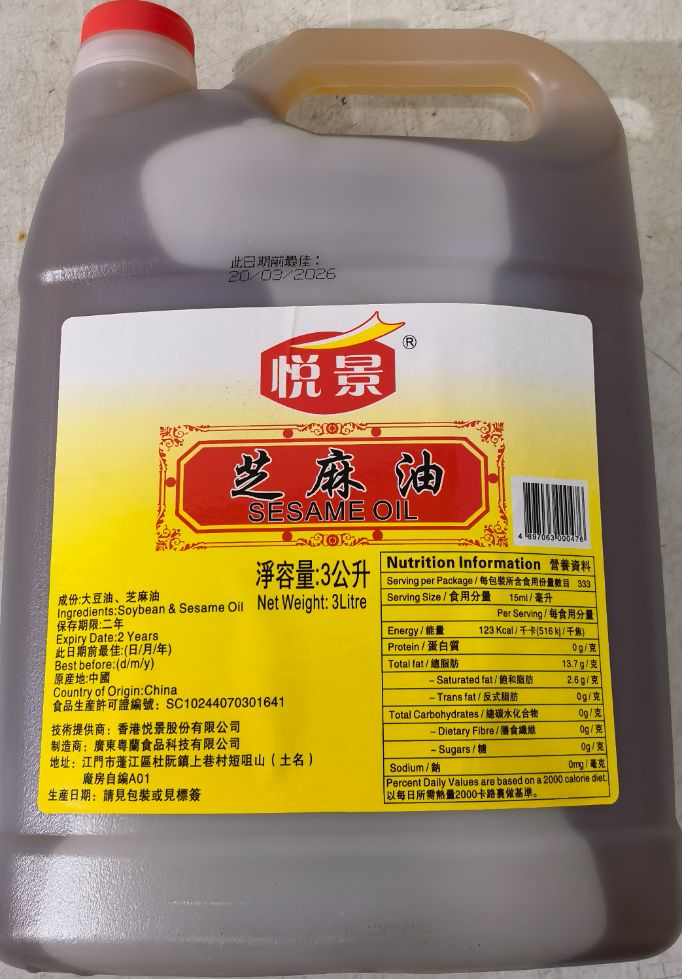 此日期前最佳：
20/03/2026
悦景®
芝麻油
SESAME OIL
4 897063 000476
淨容量:3公升
Net Weight: 3Litre
成份:大豆油、芝麻油
Ingredients:Soybean & Sesame Oil
保存期限:二年
Expiry Date:2 Years
此日期前最佳:(日/月/年)
Best before:(d/m/y)
原產地:中國
Country of Origin:China
食品生産許可證編號：SC10244070301641
技術提供商：香港悦景股份有限公司
制造商：廣東粵蘭食品科技有限公司
地址：江門市蓬江區杜阮鎮上巷村短咀山（土名）
廠房自编A01
生産日期：請見包裝或見標簽
Nutrition Information 營養資料
Serving per Package / 每包裝所含食用份量數目 333
Serving Size / 食用分量 15ml / 毫升
Per Serving / 每食用分量
Energy / 能量 123 Kcal / 千卡(516 kj / 千焦)
Protein / 蛋白質 0 g / 克
Total fat / 總脂肪 13.7 g / 克
– Saturated fat / 飽和脂肪 2.6 g / 克
– Trans fat / 反式脂肪 0g / 克
Total Carbohydrates / 總碳水化合物 0g / 克
– Dietary Fibre / 膳食纖維 0g / 克
– Sugars / 糖 0g / 克
Sodium / 鈉 0mg / 毫克
Percent Daily Values are based on a 2000 calorie diet.
以每日所需熱量2000卡路裏做基準。